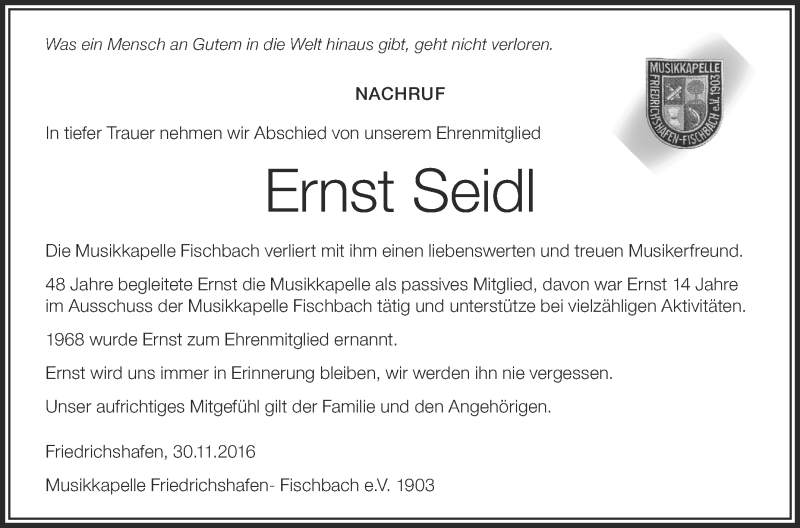 Was ein Mensch an Gutem in die Welt hinaus gibt, geht nicht verloren.
MUSIKKAPELLE
FRIEDRICHSHAFEN-FISCHBACH e.V. 1903
NACHRUF
In tiefer Trauer nehmen wir Abschied von unserem Ehrenmitglied
Ernst Seidl
Die Musikkapelle Fischbach verliert mit ihm einen liebenswerten und treuen Musikerfreund.
48 Jahre begleitete Ernst die Musikkapelle als passives Mitglied, davon war Ernst 14 Jahre
im Ausschuss der Musikkapelle Fischbach tätig und unterstütze bei vielzähligen Aktivitäten.
1968 wurde Ernst zum Ehrenmitglied ernannt.
Ernst wird uns immer in Erinnerung bleiben, wir werden ihn nie vergessen.
Unser aufrichtiges Mitgefühl gilt der Familie und den Angehörigen.
Friedrichshafen, 30.11.2016
Musikkapelle Friedrichshafen- Fischbach e.V. 1903